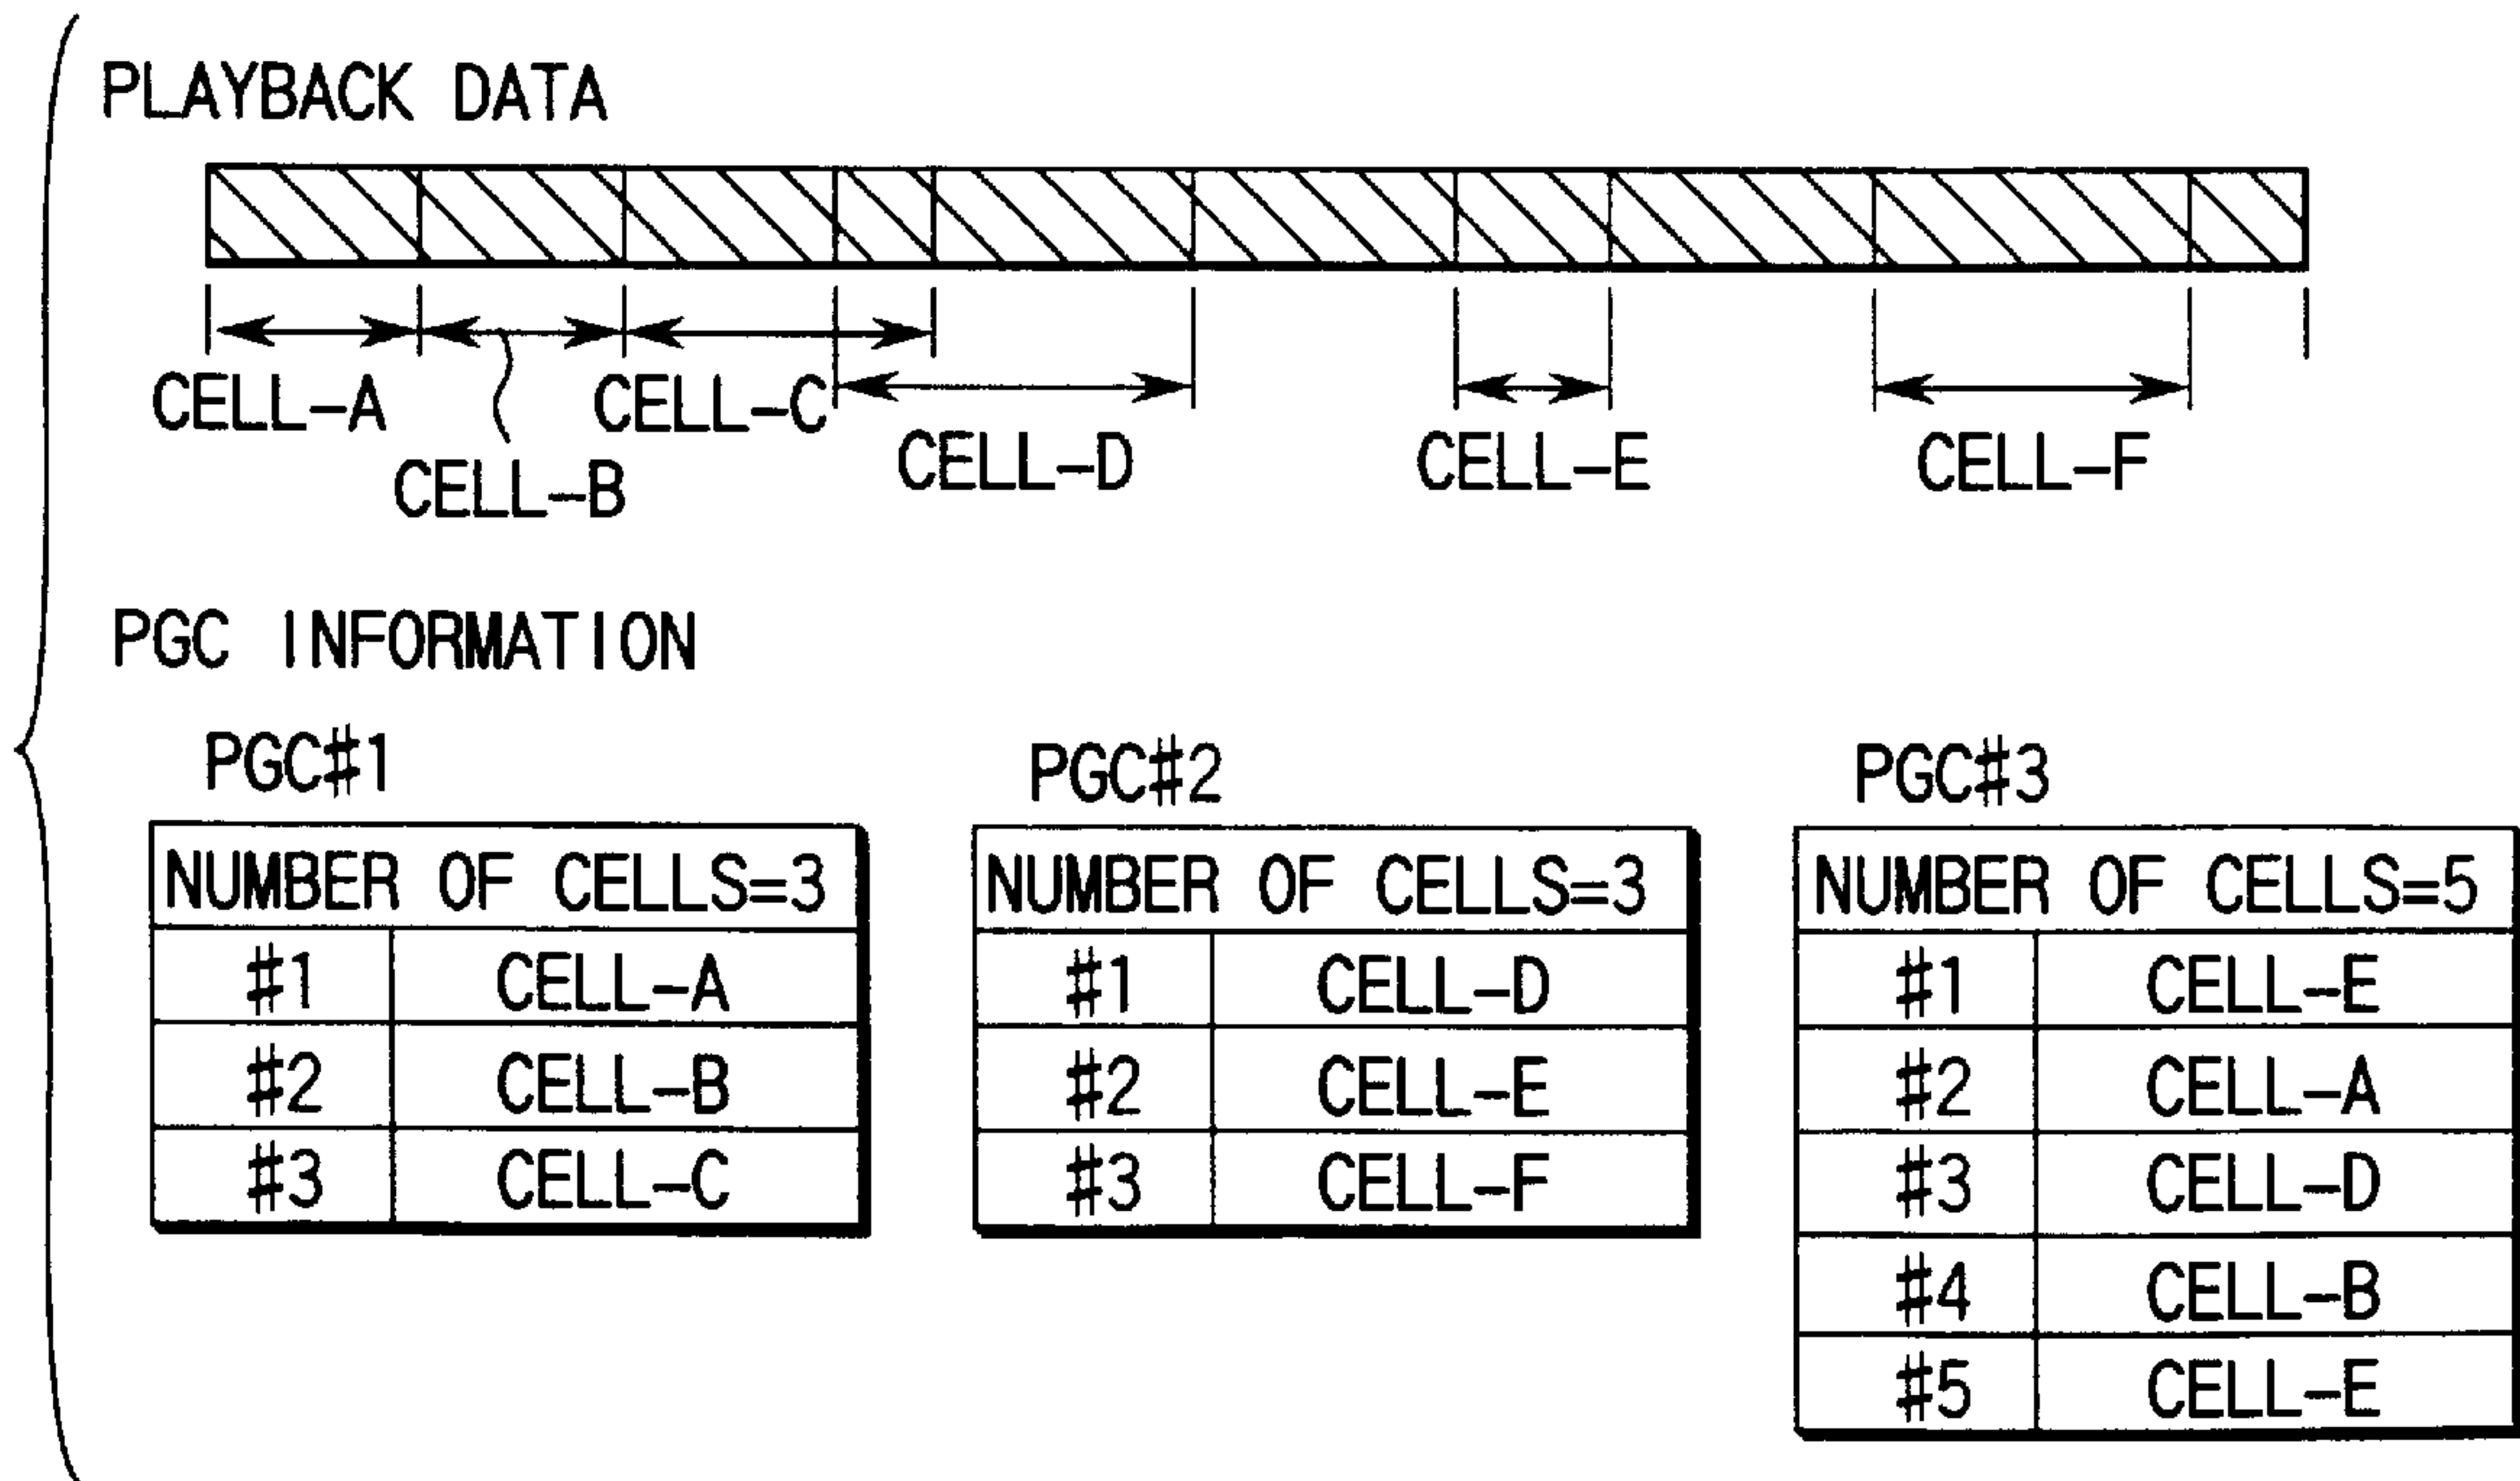 PLAYBACK DATA
CELL-A
CELL-B
CELL-C
CELL-D
CELL-E
CELL-F
PGC INFORMATION
PGC#1
NUMBER OF CELLS=3
#1 CELL-A
#2 CELL-B
#3 CELL-C
PGC#2
NUMBER OF CELLS=3
#1 CELL-D
#2 CELL-E
#3 CELL-F
PGC#3
NUMBER OF CELLS=5
#1 CELL-E
#2 CELL-A
#3 CELL-D
#4 CELL-B
#5 CELL-E